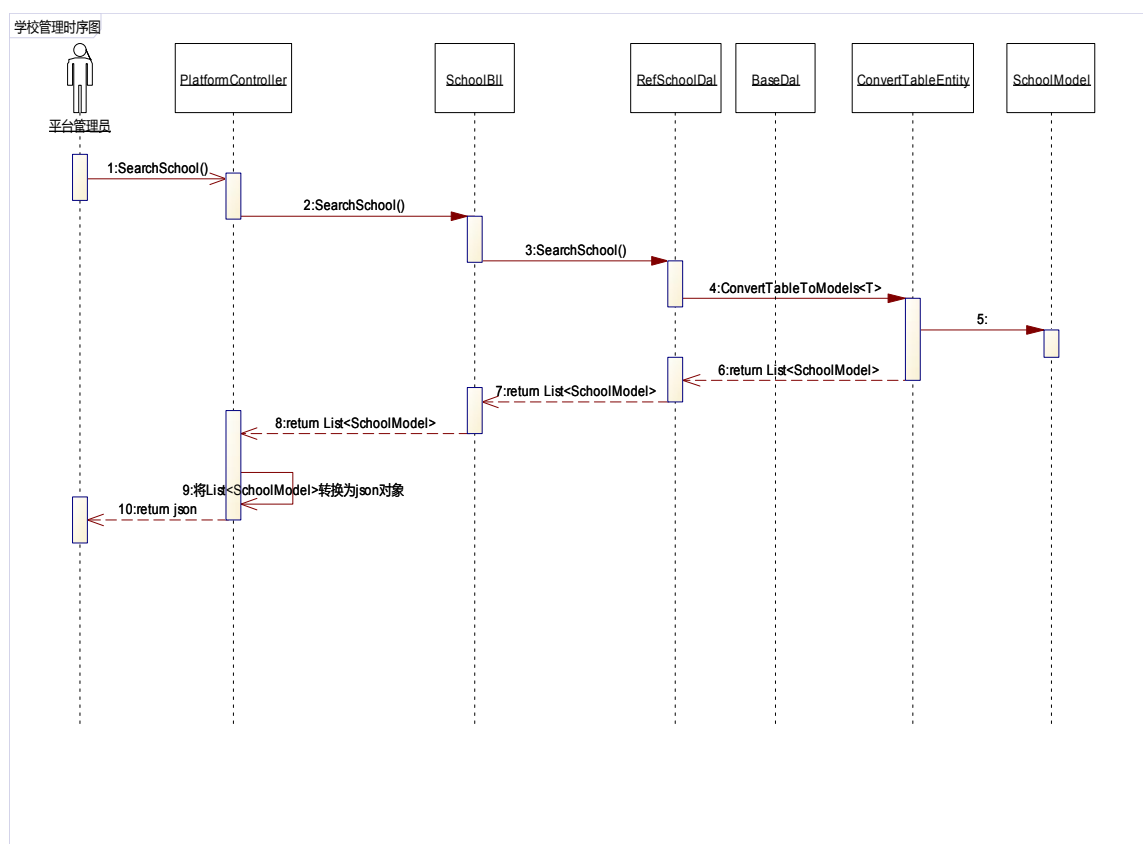 学校管理时序图
PlatformController
SchoolBll
RefSchoolDal
BaseDal
ConvertTableEntity
SchoolModel
平台管理员
1:SearchSchool()
2:SearchSchool()
3:SearchSchool()
4:ConvertTableToModels<T>
5:
6:return List<SchoolModel>
7:return List<SchoolModel>
8:return List<SchoolModel>
9:将List<SchoolModel>转换为json对象
10:return json